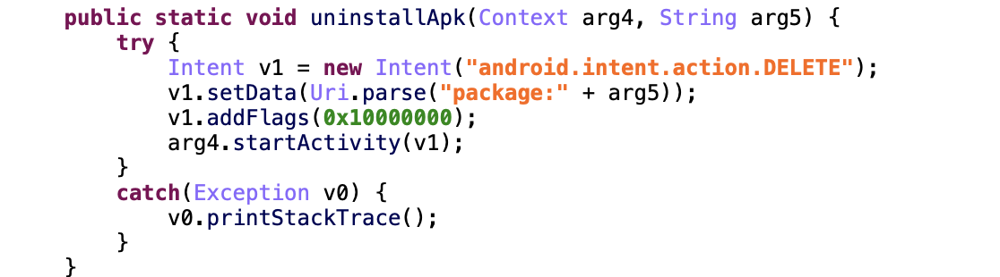 public static void uninstallApk(Context arg4, String arg5) {
    try {
        Intent v1 = new Intent("android.intent.action.DELETE");
        v1.setData(Uri.parse("package:" + arg5));
        v1.addFlags(0x10000000);
        arg4.startActivity(v1);
    }
    catch(Exception v0) {
        v0.printStackTrace();
    }
}